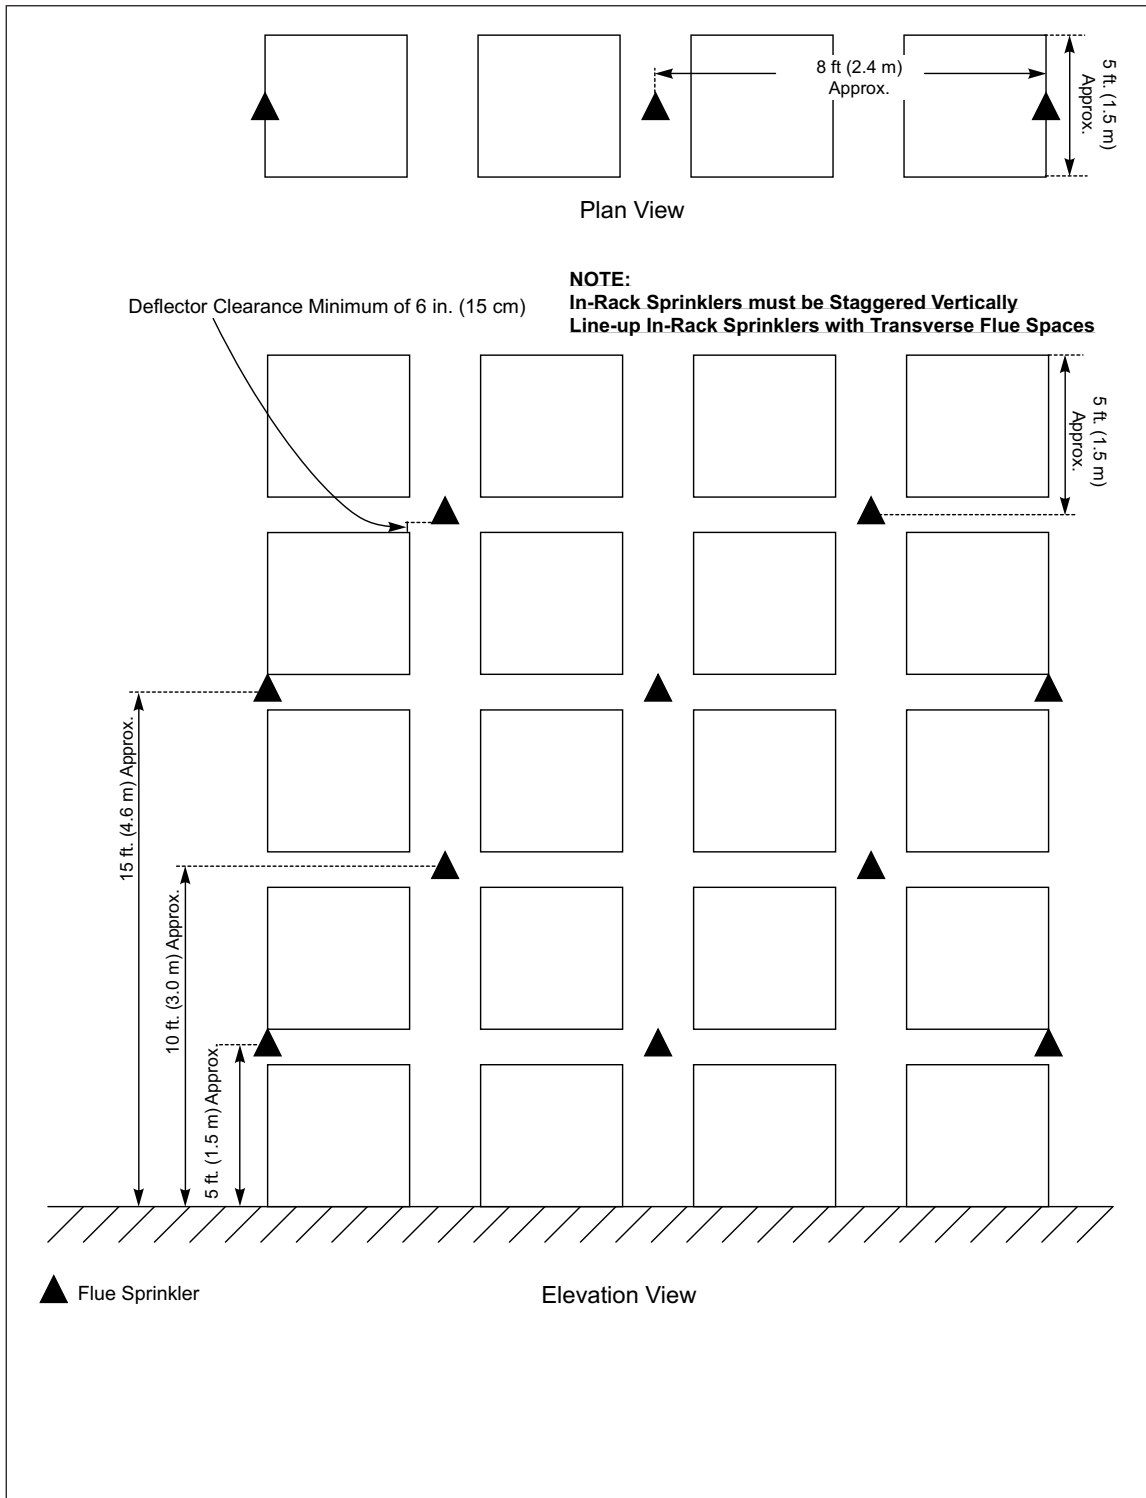 8 ft (2.4 m)
Approx.
5 ft. (1.5 m)
Approx.
Plan View
NOTE:
In-Rack Sprinklers must be Staggered Vertically
Line-up In-Rack Sprinklers with Transverse Flue Spaces
Deflector Clearance Minimum of 6 in. (15 cm)
5 ft. (1.5 m)
Approx.
15 ft. (4.6 m) Approx.
10 ft. (3.0 m) Approx.
5 ft. (1.5 m) Approx.
Flue Sprinkler
Elevation View